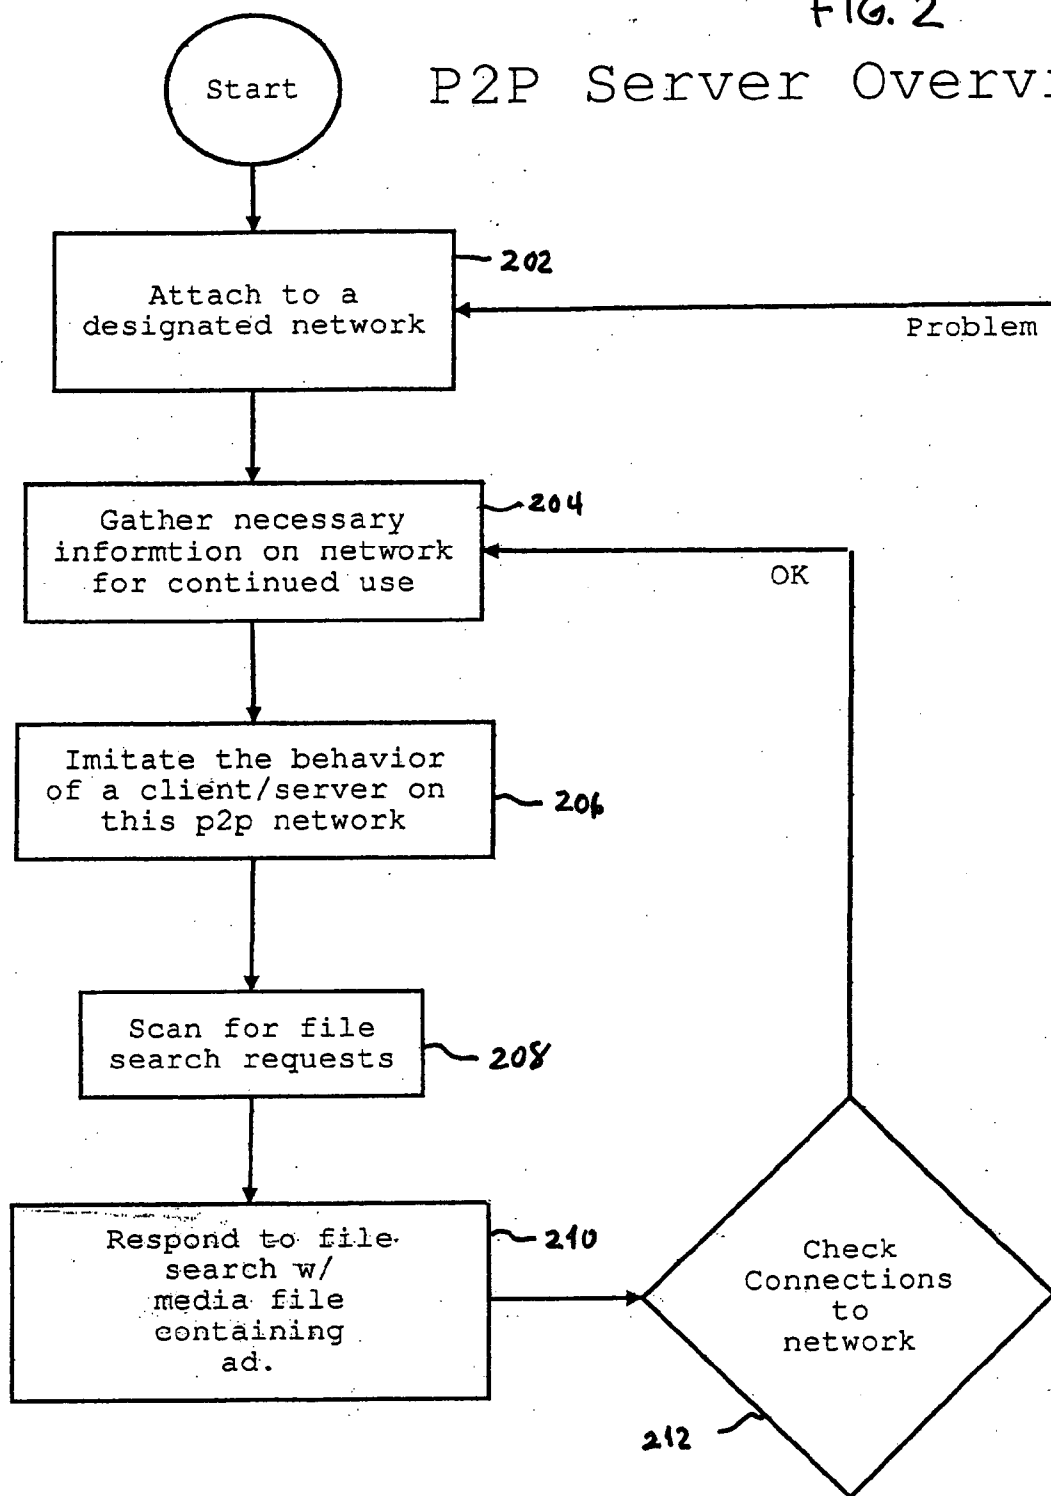 FIG. 2
P2P Server Overvi
Start
202
Attach to a
designated network
Problem
204
Gather necessary
informtion on network
for continued use
OK
Imitate the behavior
of a client/server on
this p2p network
206
Scan for file
search requests
208
Respond to file
search w/
media file
containing
ad.
210
Check
Connections
to
network
212